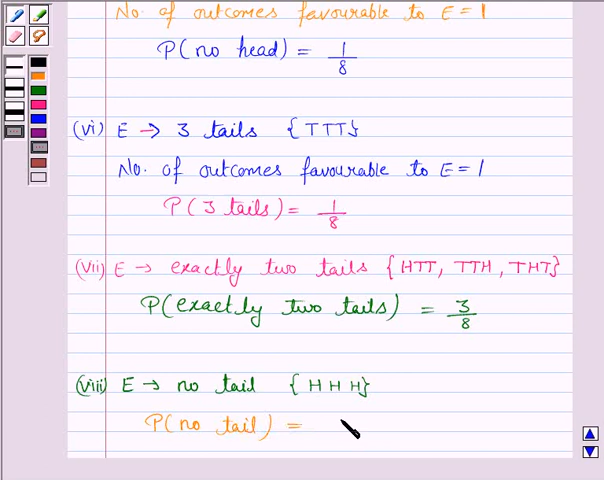 No. of outcomes favourable to E = 1
P(no head) = 1/8
(vi) E → 3 tails {TTT}
No. of outcomes favourable to E = 1
P(3 tails) = 1/8
(vii) E → exactly two tails {HTT, TTH, THT}
P(exactly two tails) = 3/8
(viii) E → no tail {HHH}
P(no tail) =